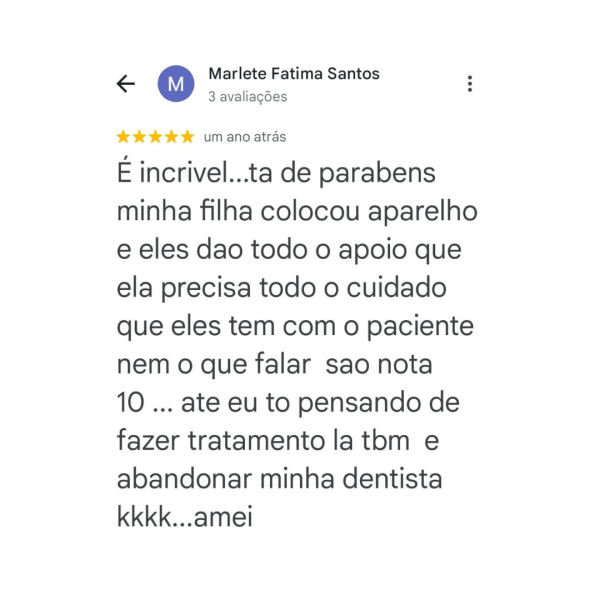 Marlete Fatima Santos
M
3 avaliações
um ano atrás
É incrivel...ta de parabens
minha filha colocou aparelho
e eles dao todo o apoio que
ela precisa todo o cuidado
que eles tem com o paciente
nem o que falar  sao nota
10 ... ate eu to pensando de
fazer tratamento la tbm  e
abandonar minha dentista
kkkk...amei